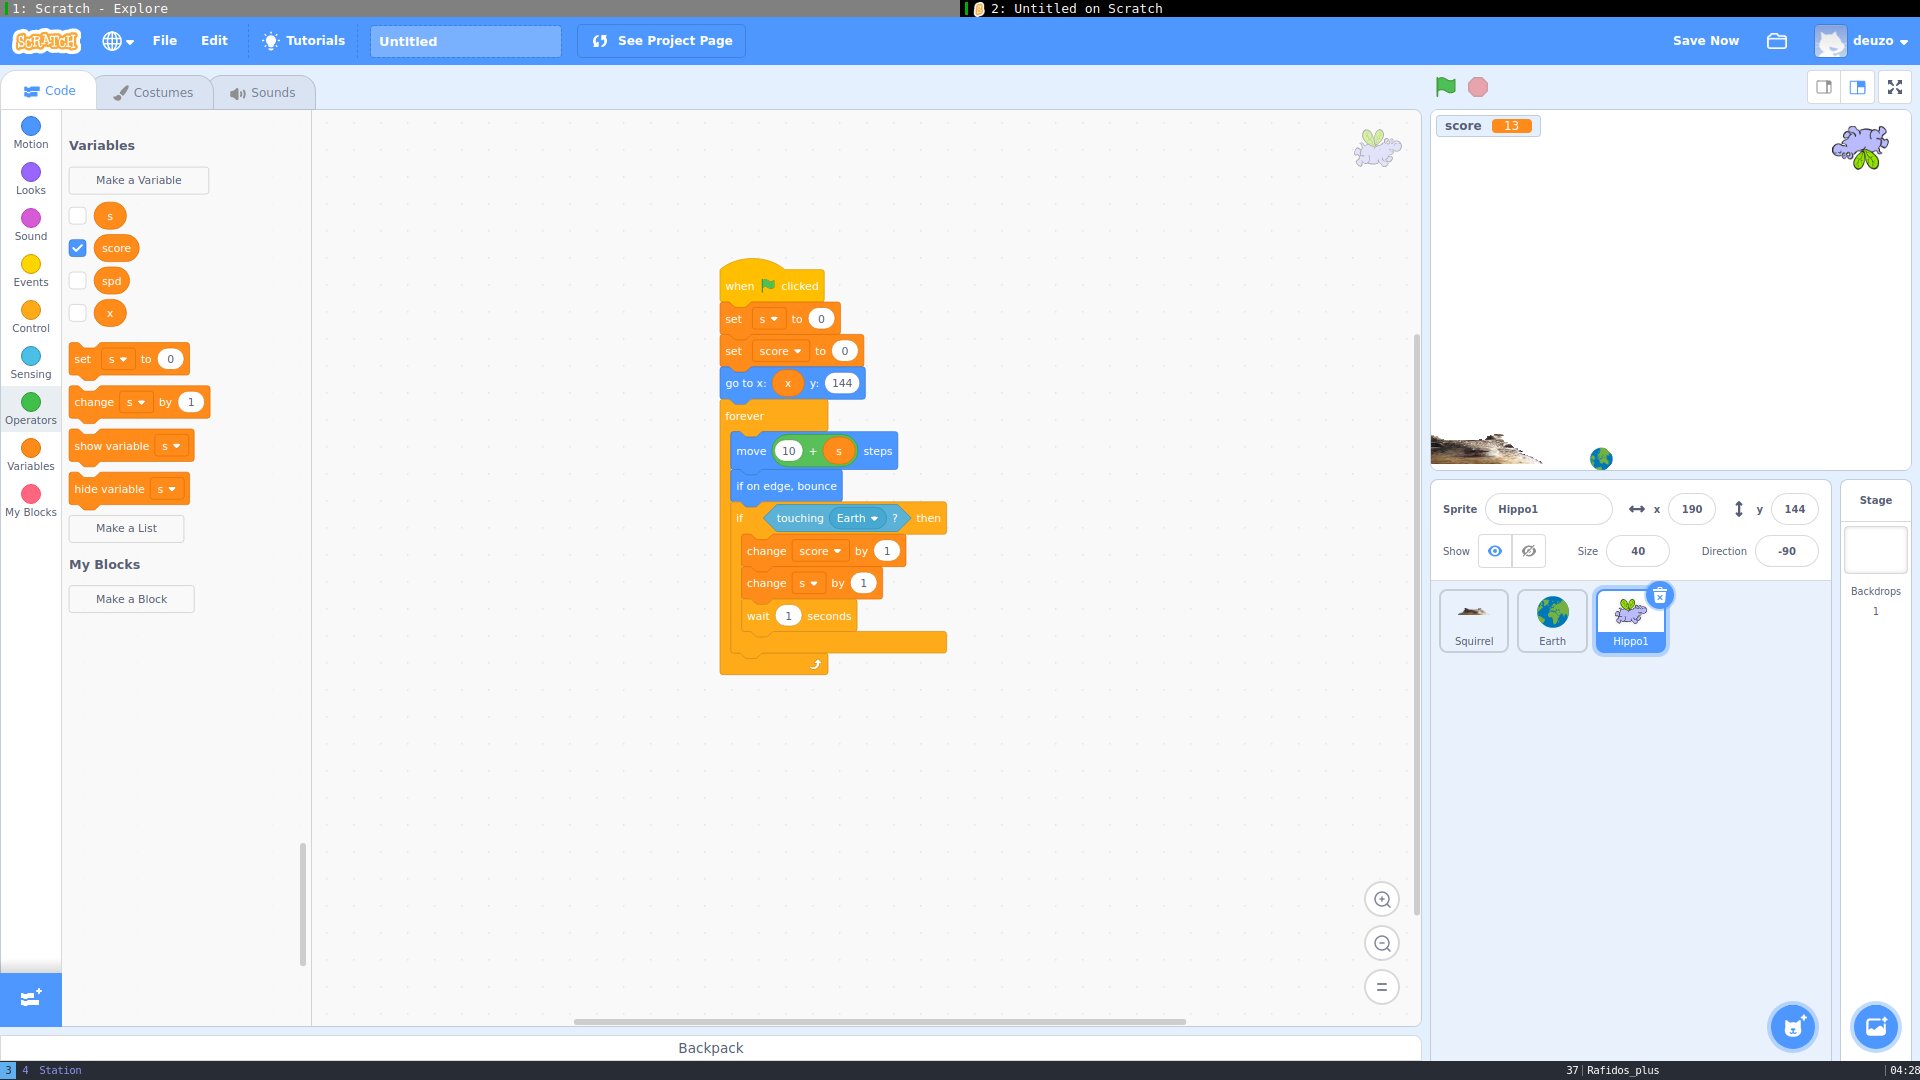 1: Scratch - Explore
2: Untitled on Scratch
SCRATCH
File
Edit
Tutorials
Untitled
See Project Page
Save Now
deuzo
Code
Costumes
Sounds
Motion
Looks
Sound
Events
Control
Sensing
Operators
Variables
My Blocks
Variables
Make a Variable
s
score
spd
x
set s to 0
change s by 1
show variable s
hide variable s
Make a List
My Blocks
Make a Block
when clicked
set s to 0
set score to 0
go to x: x y: 144
forever
move 10 + s steps
if on edge, bounce
if touching Earth ? then
change score by 1
change s by 1
wait 1 seconds
Backpack
score 13
Sprite Hippo1 x 190 y 144
Show Size 40 Direction -90
Squirrel
Earth
Hippo1
Stage
Backdrops
1
3 4 Station
37 Rafidos_plus 04:28